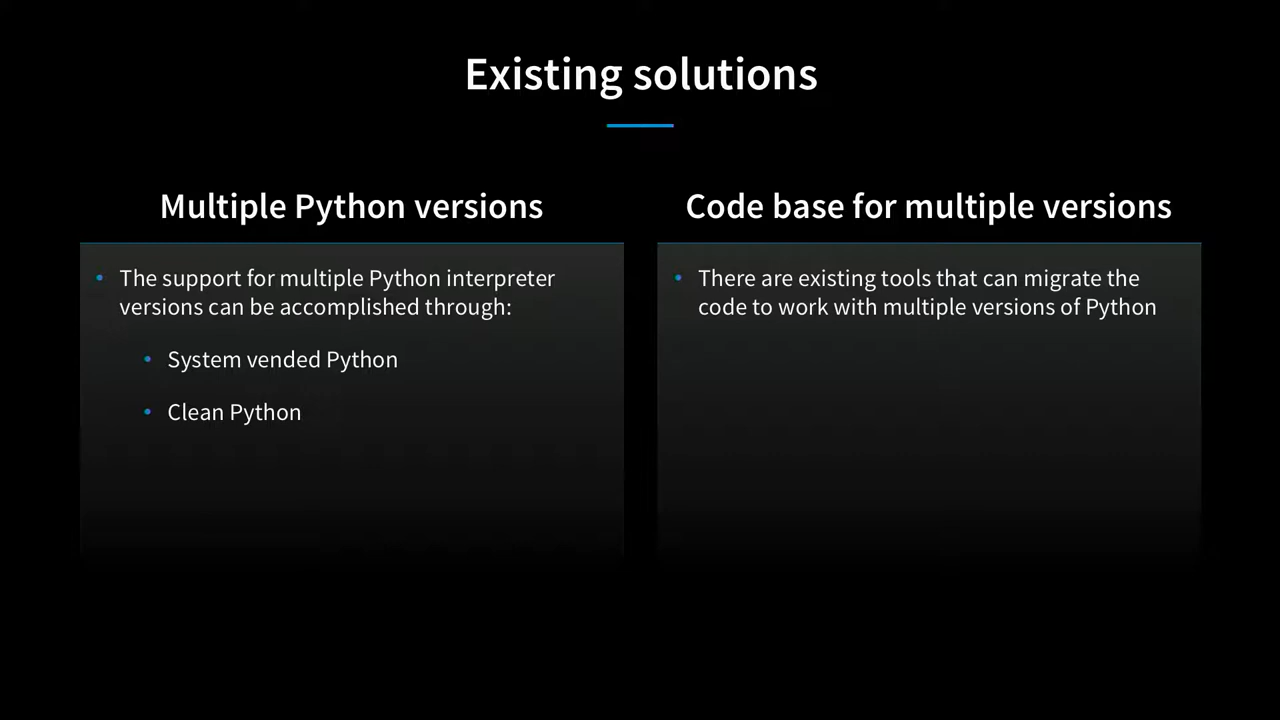 Existing solutions
Multiple Python versions
• The support for multiple Python interpreter
versions can be accomplished through:
• System vended Python
• Clean Python
Code base for multiple versions
• There are existing tools that can migrate the
code to work with multiple versions of Python